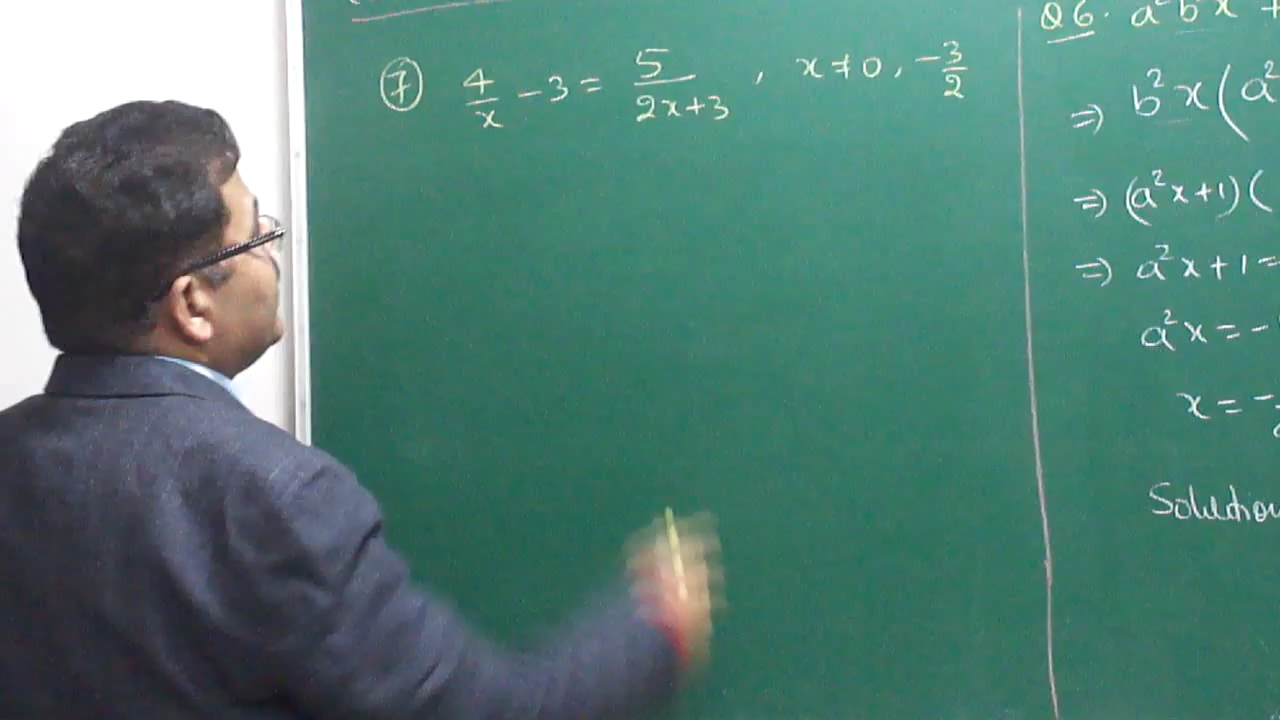 ⑦ 4/x - 3 = 5/(2x+3) , x ≠ 0, -3/2
Q6. a²b²x +
⇒ b²x(a²
⇒ (a²x+1)(
⇒ a²x+1=
a²x = -
x = -
Solution